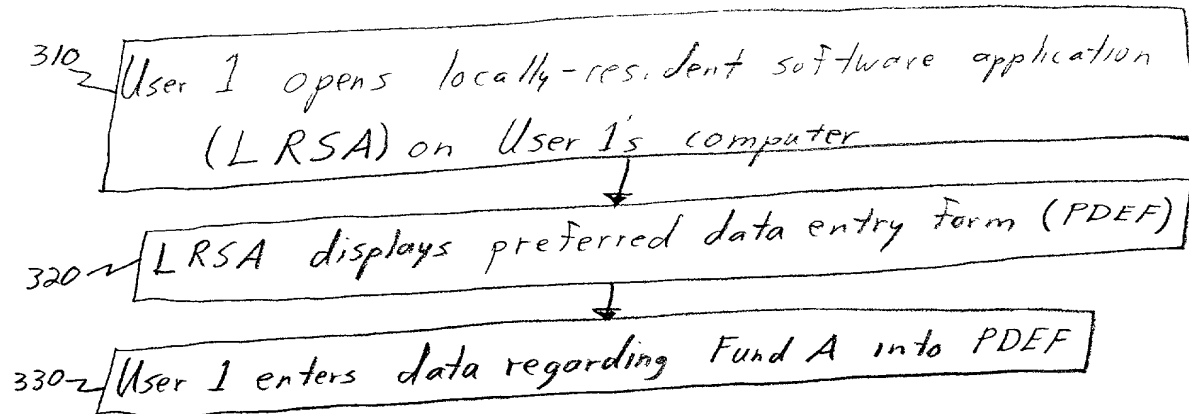 310
User 1 opens locally-resident software application
(LRSA) on User 1's computer
320
LRSA displays preferred data entry form (PDEF)
330
User 1 enters data regarding Fund A into PDEF